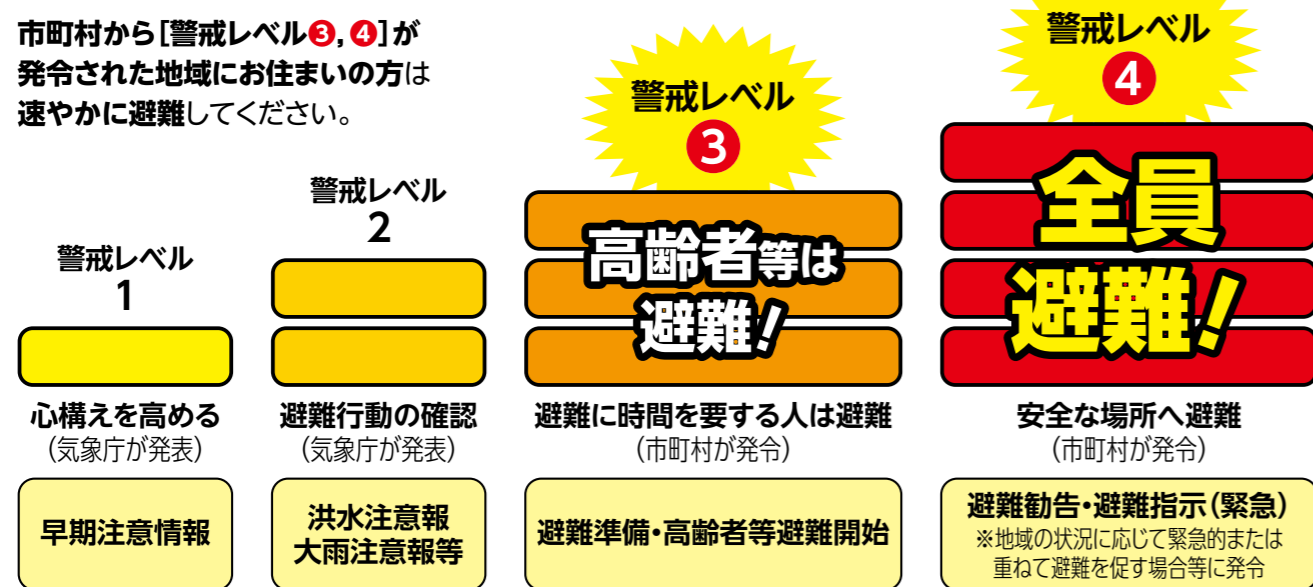 市町村から[警戒レベル❸,❹]が
発令された地域にお住まいの方は
速やかに避難してください。
警戒レベル
1
心構えを高める
(気象庁が発表)
早期注意情報
警戒レベル
2
避難行動の確認
(気象庁が発表)
洪水注意報
大雨注意報等
警戒レベル
❸
高齢者等は
避難!
避難に時間を要する人は避難
(市町村が発令)
避難準備・高齢者等避難開始
警戒レベル
❹
全員
避難!
安全な場所へ避難
(市町村が発令)
避難勧告・避難指示(緊急)
※地域の状況に応じて緊急的または
重ねて避難を促す場合等に発令